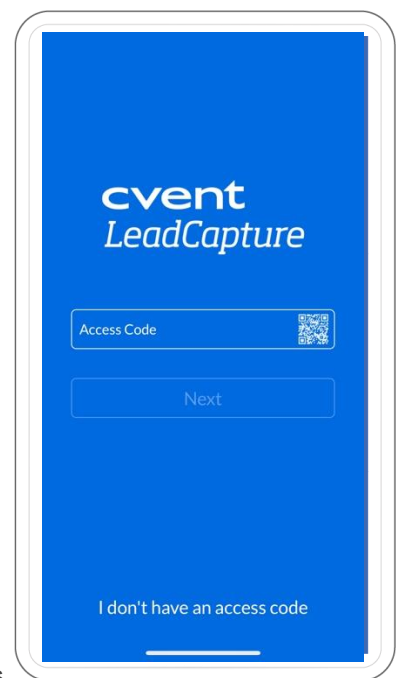 cvent
LeadCapture
Access Code
Next
I don't have an access code